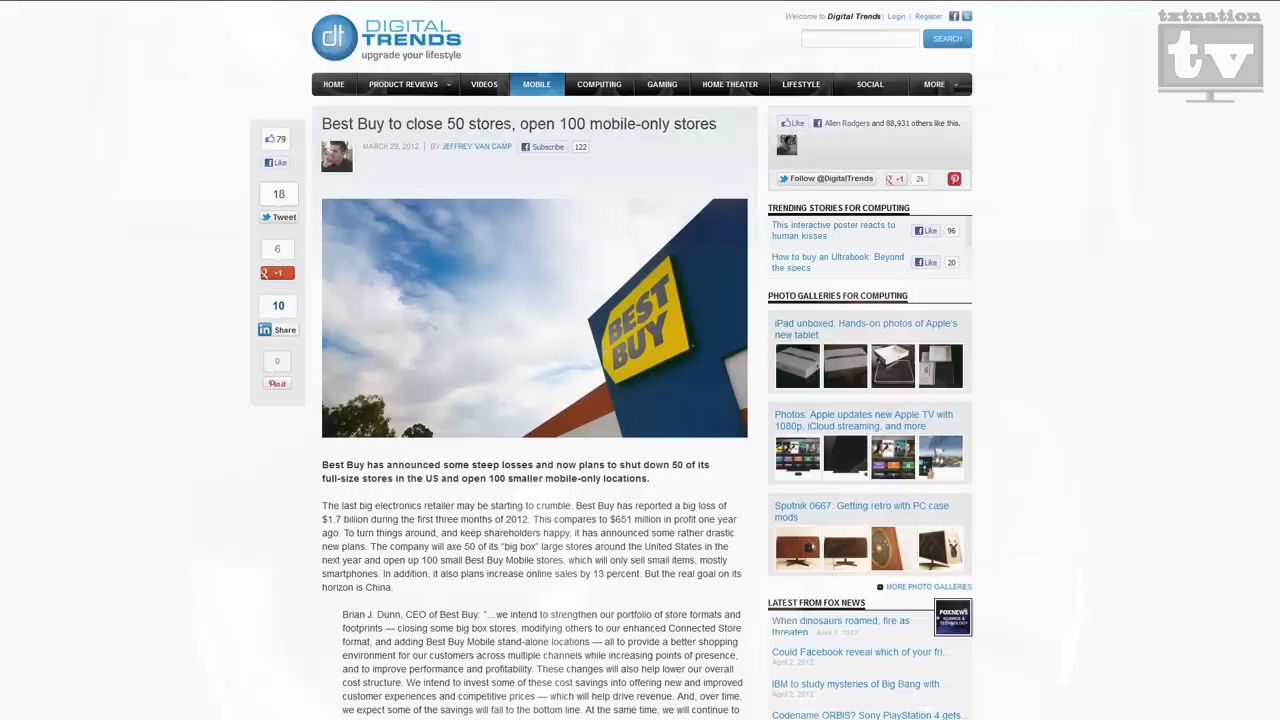 Welcome to Digital Trends | Login | Register
txtnation
tv
dt DIGITAL
TRENDS
upgrade your lifestyle
SEARCH
HOME PRODUCT REVIEWS VIDEOS MOBILE COMPUTING GAMING HOME THEATER LIFESTYLE SOCIAL MORE
Best Buy to close 50 stores, open 100 mobile-only stores
MARCH 29, 2012 | BY JEFFREY VAN CAMP Subscribe 122
79
Like
18
Tweet
6
+1
10
in Share
0
Pin it
BEST
BUY
Best Buy has announced some steep losses and now plans to shut down 50 of its
full-size stores in the US and open 100 smaller mobile-only locations.
The last big electronics retailer may be starting to crumble. Best Buy has reported a big loss of
$1.7 billion during the first three months of 2012. This compares to $651 million in profit one year
ago. To turn things around, and keep shareholders happy, it has announced some rather drastic
new plans. The company will axe 50 of its "big box" large stores around the United States in the
next year and open up 100 small Best Buy Mobile stores, which will only sell small items, mostly
smartphones. In addition, it also plans increase online sales by 13 percent. But the real goal on its
horizon is China.
Brian J. Dunn, CEO of Best Buy: "...we intend to strengthen our portfolio of store formats and
footprints — closing some big box stores, modifying others to our enhanced Connected Store
format, and adding Best Buy Mobile stand-alone locations — all to provide a better shopping
environment for our customers across multiple channels while increasing points of presence,
and to improve performance and profitability. These changes will also help lower our overall
cost structure. We intend to invest some of these cost savings into offering new and improved
customer experiences and competitive prices — which will help drive revenue. And, over time,
we expect some of the savings will fall to the bottom line. At the same time, we will continue to
Like Allen Rodgers and 88,931 others like this.
Follow @DigitalTrends +1 2k
TRENDING STORIES FOR COMPUTING
This interactive poster reacts to
human kisses
Like 96
How to buy an Ultrabook: Beyond
the specs
Like 20
PHOTO GALLERIES FOR COMPUTING
iPad unboxed: Hands-on photos of Apple's
new tablet
Photos: Apple updates new Apple TV with
1080p, iCloud streaming, and more
Sputnik 0667: Getting retro with PC case
mods
MORE PHOTO GALLERIES
LATEST FROM FOX NEWS
FOXNEWS
SCIENCE &
TECHNOLOGY
When dinosaurs roamed, fire as
threaten April 2, 2012
Could Facebook reveal which of your fri...
April 2, 2012
IBM to study mysteries of Big Bang with...
April 2, 2012
Codename ORBIS? Sony PlayStation 4 gets...